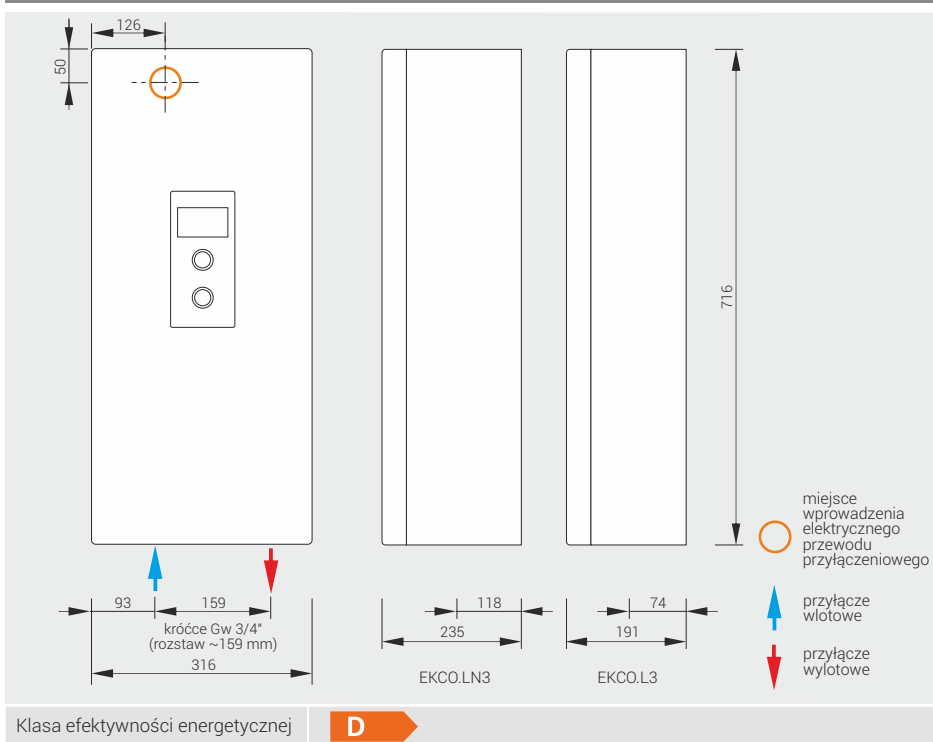 126
50
716
miejsce
wprowadzenia
elektrycznego
przewodu
przyłączeniowego
93
159
118
74
króćce Gw 3/4"
(rozstaw ~159 mm)
235
191
316
EKCO.LN3
EKCO.L3
przyłącze
wlotowe
przyłącze
wylotowe
Klasa efektywności energetycznej
D